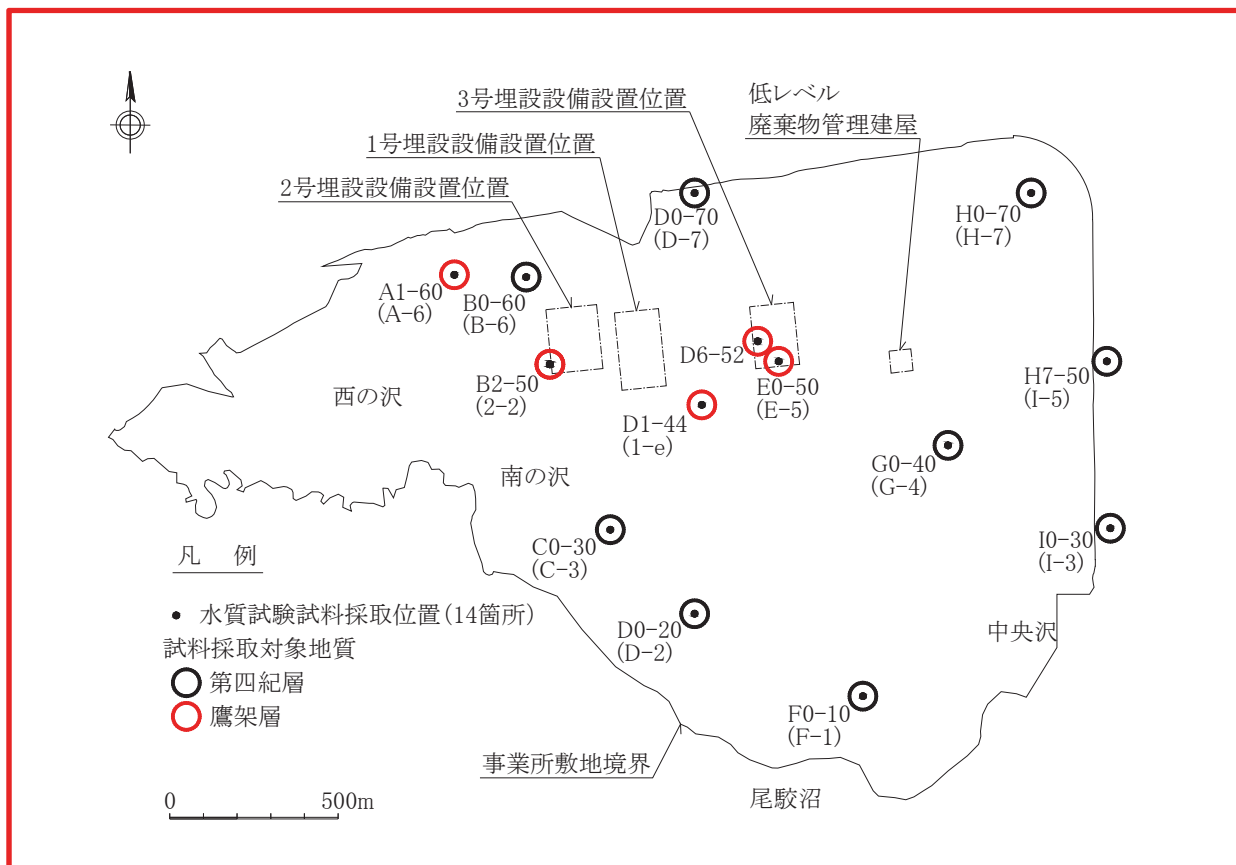 3号埋設設備設置位置
低レベル
廃棄物管理建屋
1号埋設設備設置位置
2号埋設設備設置位置
D0-70
(D-7)
H0-70
(H-7)
A1-60
(A-6)
B0-60
(B-6)
D6-52
E0-50
(E-5)
H7-50
(I-5)
B2-50
(2-2)
西の沢
D1-44
(1-e)
G0-40
(G-4)
南の沢
C0-30
(C-3)
I0-30
(I-3)
凡 例
水質試験試料採取位置(14箇所)
試料採取対象地質
第四紀層
鷹架層
D0-20
(D-2)
中央沢
F0-10
(F-1)
事業所敷地境界
尾駮沼
0 500m